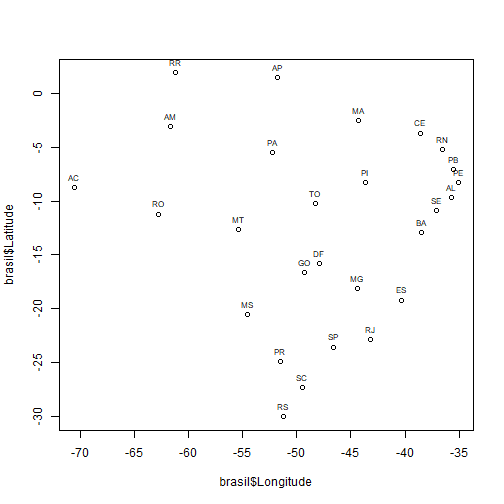 RR
AP
MA
CE
AM
RN
PA
PB
PI
PE
AC
AL
TO
SE
RO
MT
BA
DF
GO
MG
ES
MS
RJ
SP
PR
SC
RS
0
-5
-10
-15
-20
-25
-30
brasil$Latitude
-70
-65
-60
-55
-50
-45
-40
-35
brasil$Longitude